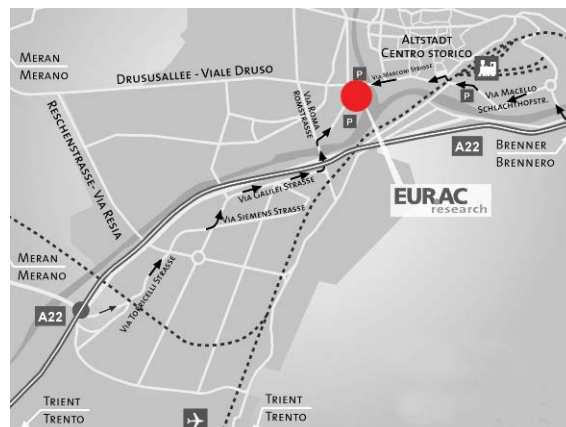 MERAN
MERANO
DRUSUSALLEE - VIALE DRUSO
ALTSTADT
CENTRO STORICO
P
VIA MARCONI STRASSE
P
VIA MACELLO
SCHLACHTHOFSTR.
P
VIA ROMA
ROMSTRASSE
A22
BRENNER
BRENNERO
RESCHENSTRASSE - VIA RESIA
VIA GALILEI STRASSE
EURAC
research
VIA SIEMENS STRASSE
MERAN
MERANO
VIA TORRICELLI STRASSE
A22
TRIENT
TRENTO
TRIENT
TRENTO